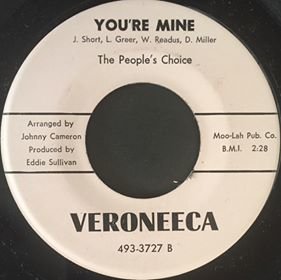 YOU'RE MINE
J. Short, L. Greer, W. Readus, D. Miller
The People's Choice
Arranged by
Johnny Cameron
Produced by
Eddie Sullivan
Moo-Lah Pub. Co.
B.M.I. 2:28
VERONEECA
493-3727 B